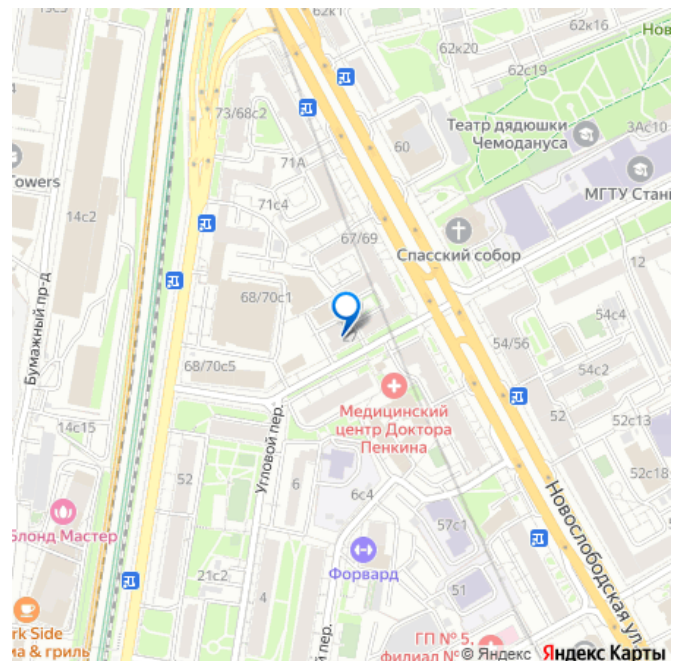 62к1
62к16
62к20
62с19
Нов
73/68с2
71А
60
Театр дядюшки
Чемодануса
3Ас10
МГТУ Стан
Towers
14с2
71с4
67/69
Спасский собор
12
68/70с1
54с4
Бумажный пр-д
27
54/56
68/70с5
54с2
Медицинский
центр Доктора
Пенкина
52
52с13
14с15
Угловой пер.
52с18
52
6
6с4
57с1
Новослободская ул.
Блонд Мастер
Форвард
21с2
4
51
rk Side
иа & гриль
пер.
ГП № 5,
филиал №
© Яндекс Яндекс Карты